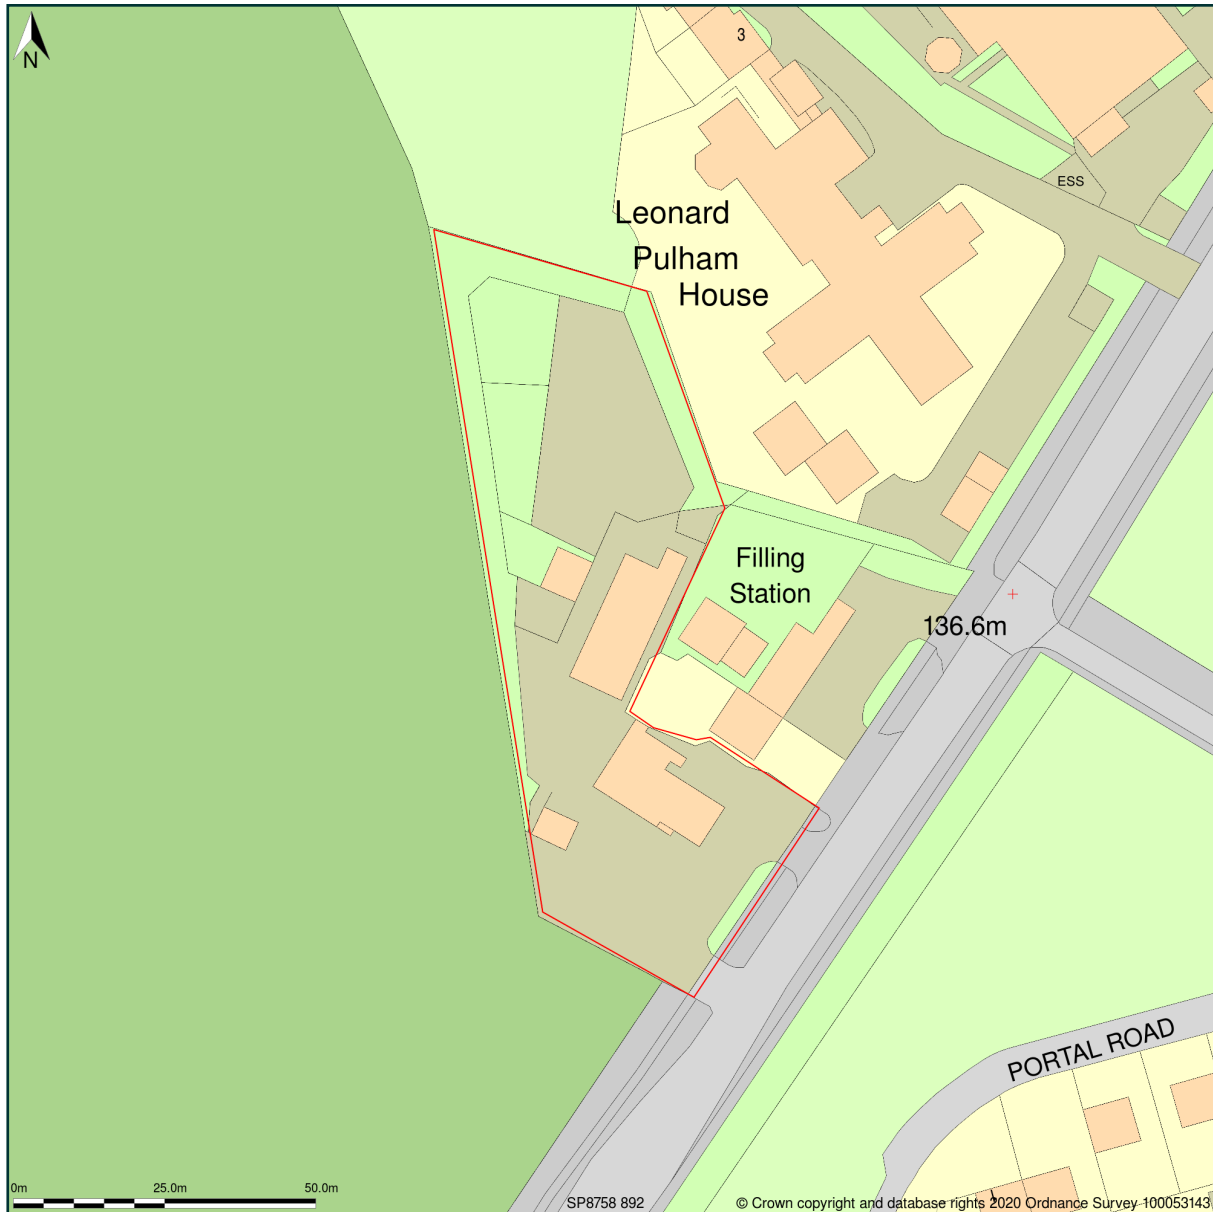 N
3
ESS
Leonard
Pulham
House
Filling
Station
136.6m
PORTAL ROAD
1
0m 25.0m 50.0m
SP8758 892
© Crown copyright and database rights 2020 Ordnance Survey 100053143